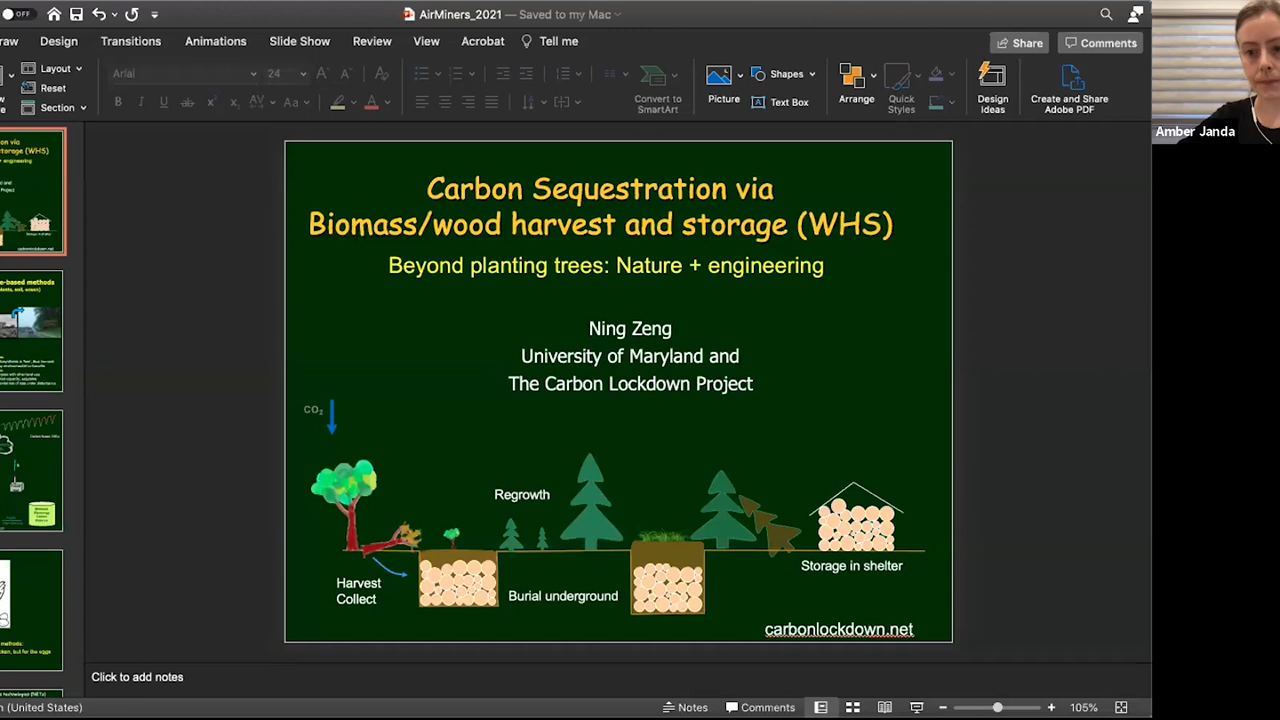 OFF
AirMiners_2021 — Saved to my Mac
raw
Design
Transitions
Animations
Slide Show
Review
View
Acrobat
Tell me
Share
Comments
Layout
Reset
Section
Arial
24
Convert to
SmartArt
Picture
Shapes
Text Box
Arrange
Quick
Styles
Design
Ideas
Create and Share
Adobe PDF
Amber Janda
Carbon Sequestration via
Biomass/wood harvest and storage (WHS)
Beyond planting trees: Nature + engineering
Ning Zeng
University of Maryland and
The Carbon Lockdown Project
CO₂
Regrowth
Harvest
Collect
Burial underground
Storage in shelter
carbonlockdown.net
Click to add notes
(United States)
Notes
Comments
105%